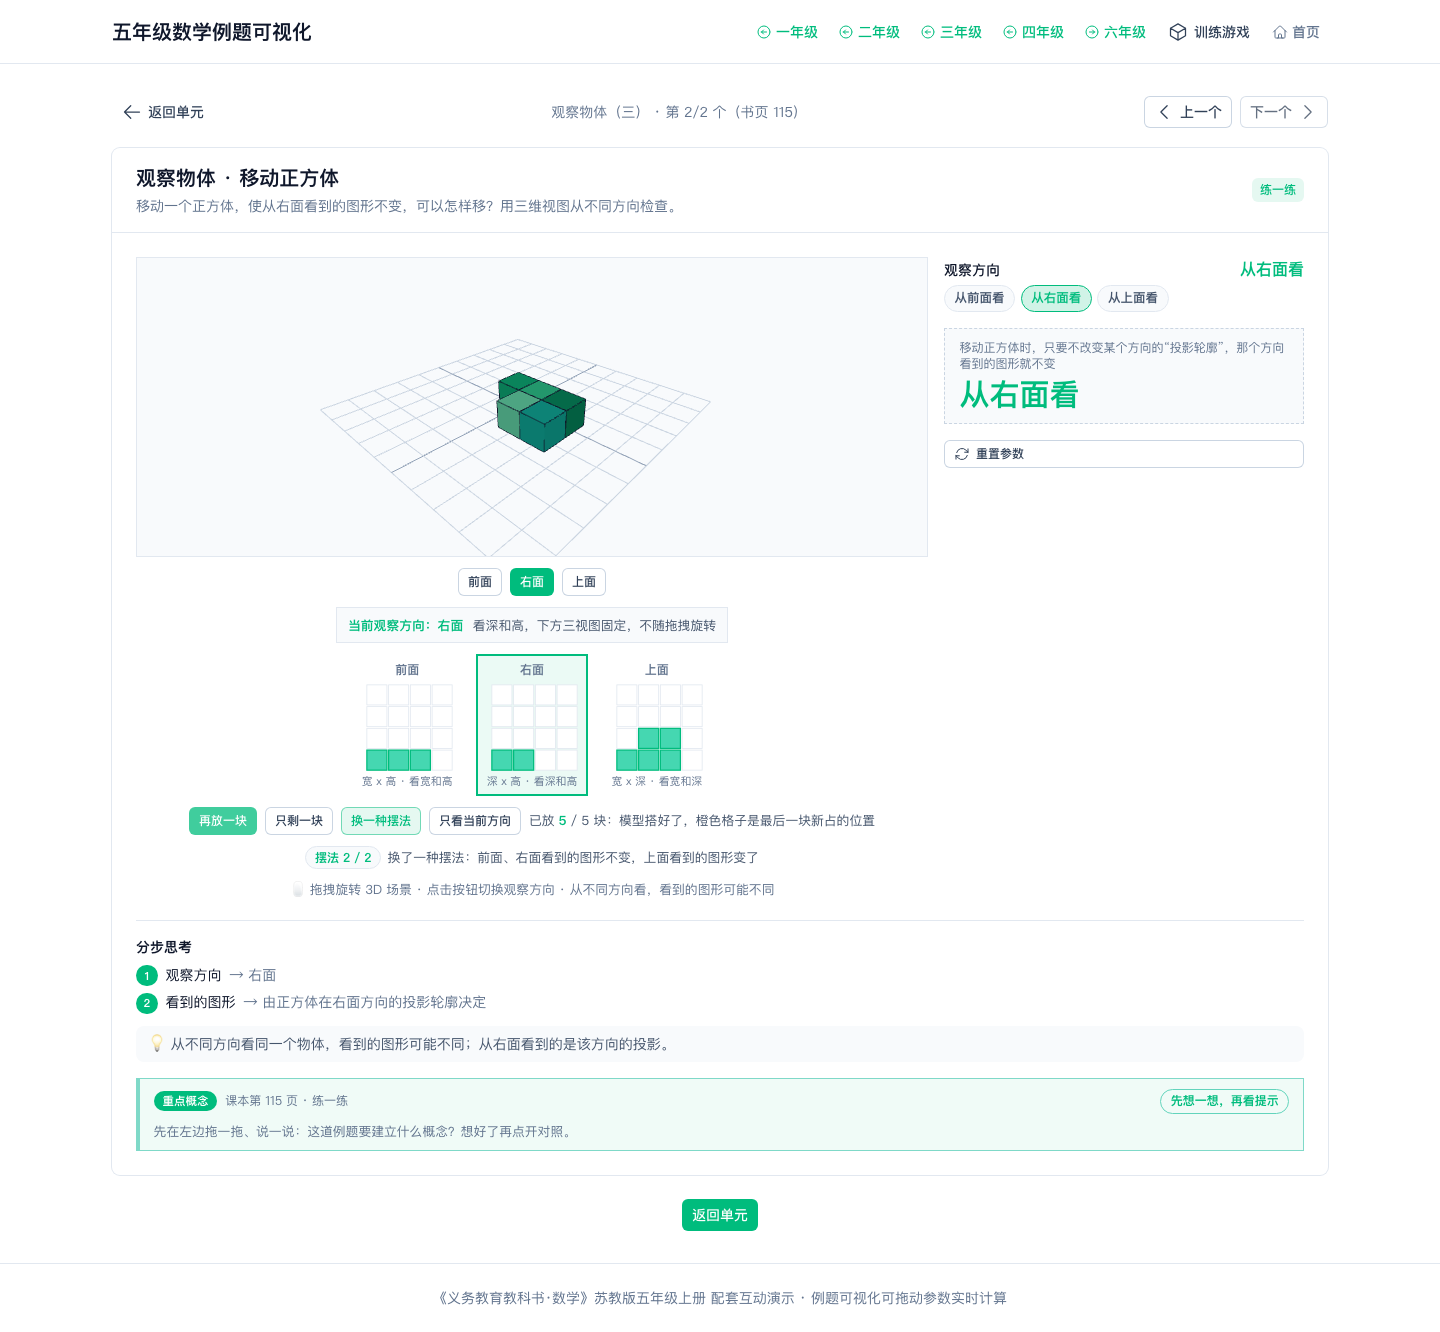 五年级数学例题可视化
一年级 二年级 三年级 四年级 六年级 训练游戏 首页
返回单元 观察物体（三） · 第 2/2 个（书页 115） 上一个 下一个
观察物体 · 移动正方体
移动一个正方体，使从右面看到的图形不变，可以怎样移？用三维视图从不同方向检查。
练一练
观察方向 从右面看
从前面看 从右面看 从上面看
移动正方体时，只要不改变某个方向的“投影轮廓”，那个方向
看到的图形就不变
从右面看
重置参数
前面 右面 上面
当前观察方向：右面 看深和高，下方三视图固定，不随拖拽旋转
前面 右面 上面
宽 x 高 · 看宽和高 深 x 高 · 看深和高 宽 x 深 · 看宽和深
再放一块 只剩一块 换一种摆法 只看当前方向 已放 5 / 5 块：模型搭好了，橙色格子是最后一块新占的位置
摆法 2 / 2 换了一种摆法：前面、右面看到的图形不变，上面看到的图形变了
拖拽旋转 3D 场景 · 点击按钮切换观察方向 · 从不同方向看，看到的图形可能不同
分步思考
1 观察方向 → 右面
2 看到的图形 → 由正方体在右面方向的投影轮廓决定
从不同方向看同一个物体，看到的图形可能不同；从右面看到的是该方向的投影。
重点概念 课本第 115 页 · 练一练 先想一想，再看提示
先在左边拖一拖、说一说：这道例题要建立什么概念？想好了再点开对照。
返回单元
《义务教育教科书·数学》苏教版五年级上册 配套互动演示 · 例题可视化可拖动参数实时计算